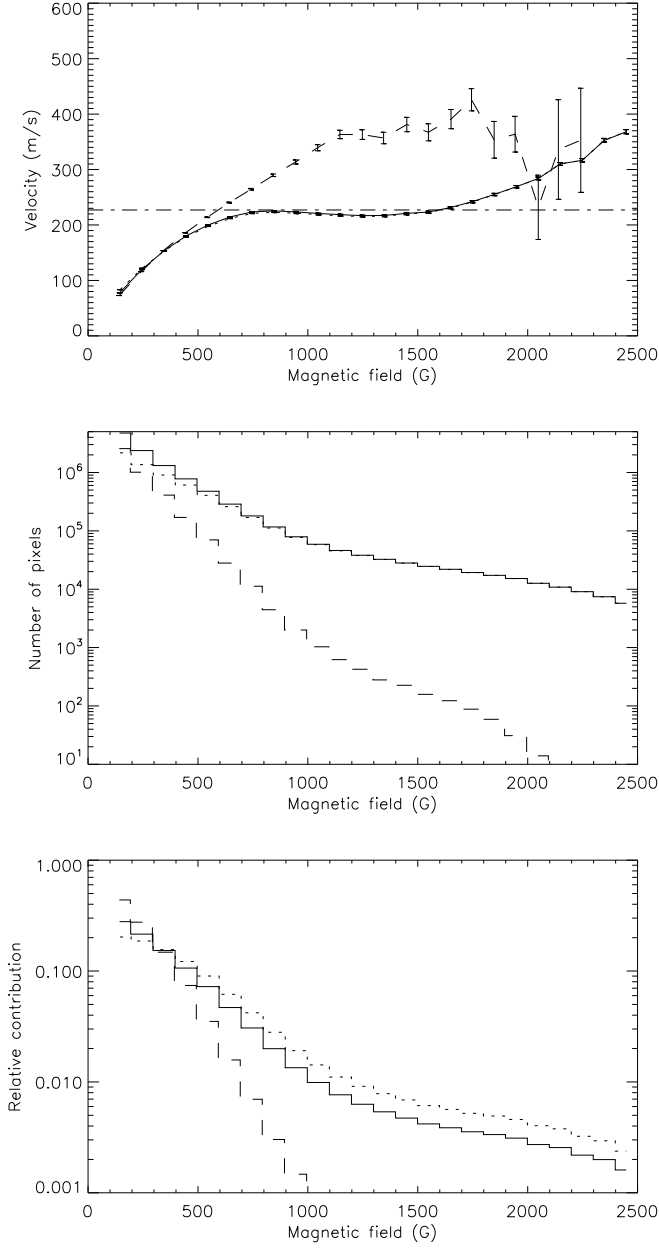 600
500
400
300
200
100
0
Velocity (m/s)
0 500 1000 1500 2000 2500
Magnetic field (G)
10^6
10^5
10^4
10^3
10^2
10^1
Number of pixels
0 500 1000 1500 2000 2500
Magnetic field (G)
1.000
0.100
0.010
0.001
Relative contribution
0 500 1000 1500 2000 2500
Magnetic field (G)